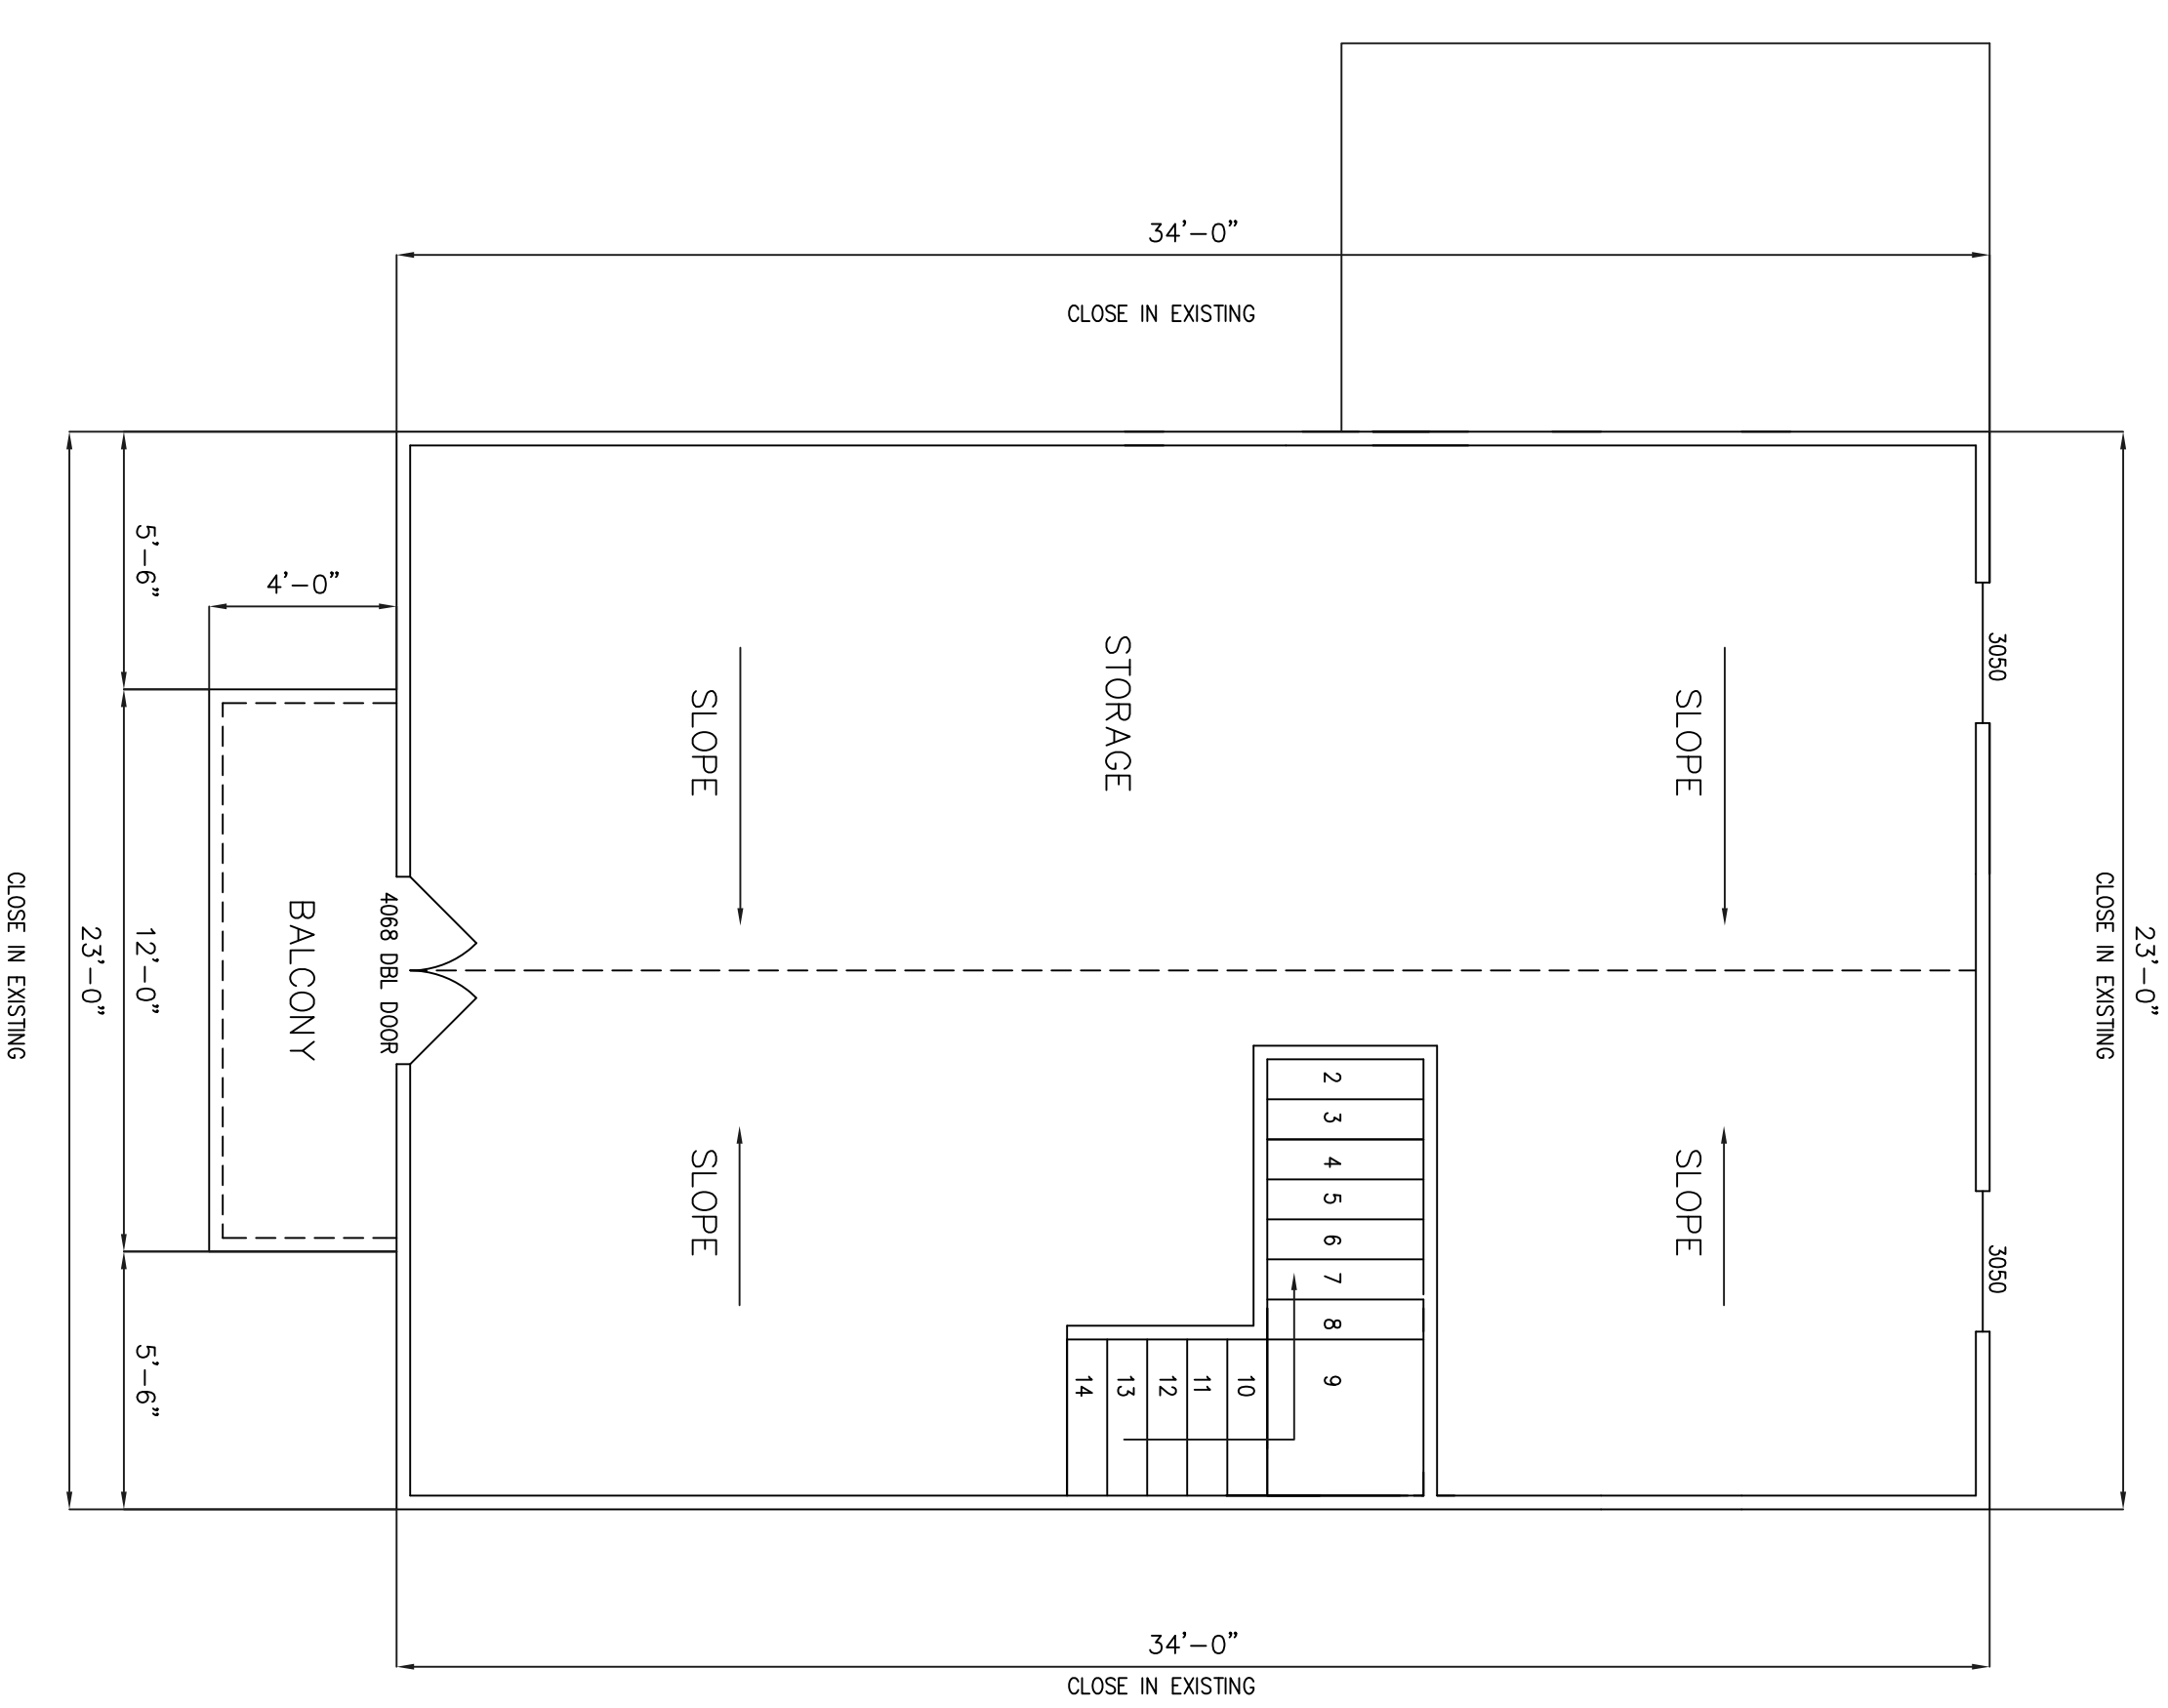 34'-0"
CLOSE IN EXISTING
5'-6"
4'-0"
STORAGE
SLOPE
SLOPE
3050
CLOSE IN EXISTING
23'-0"
12'-0"
BALCONY
4068 DBL DOOR
CLOSE IN EXISTING
23'-0"
2
3
4
5
6
7
8
9
10
11
12
13
14
SLOPE
SLOPE
3050
5'-6"
34'-0"
CLOSE IN EXISTING